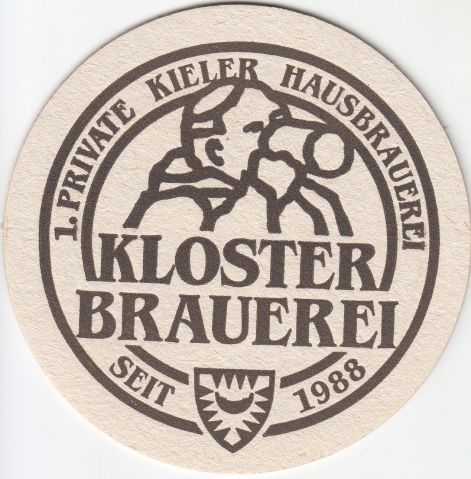 1. PRIVATE KIELER HAUSBRAUEREI
KLOSTER
BRAUEREI
SEIT 1988